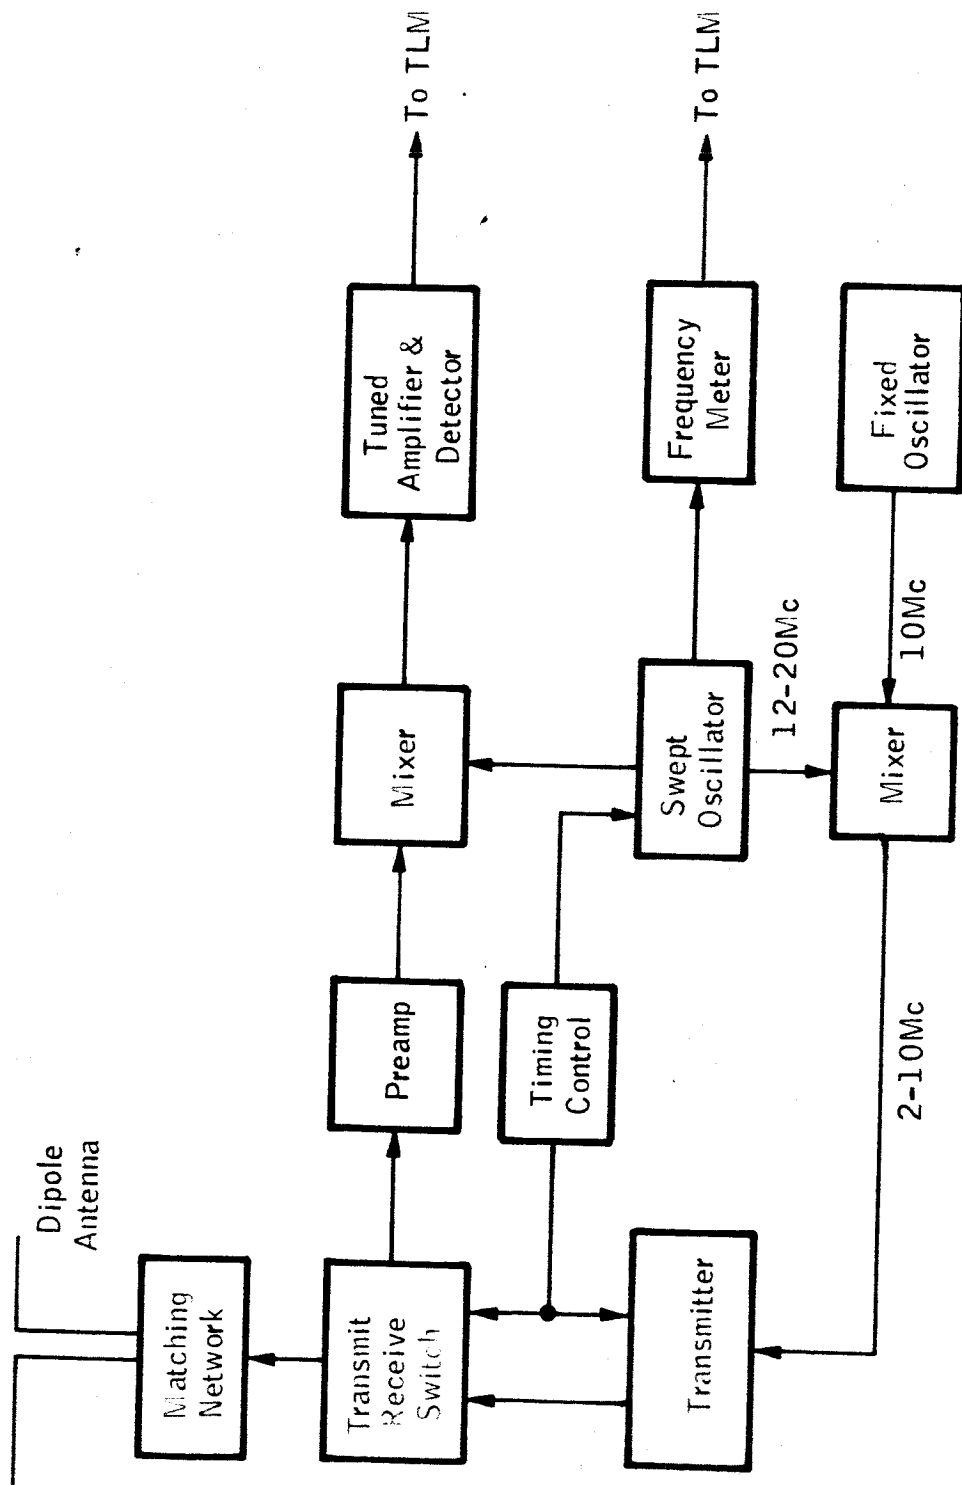 Dipole
Antenna
Matching
Network
Transmit
Receive
Switch
Preamp
Mixer
Tuned
Amplifier &
Detector
To TLM
Timing
Control
Transmitter
Swept
Oscillator
Frequency
Meter
To TLM
12-20Mc
Mixer
10Mc
Fixed
Oscillator
2-10Mc